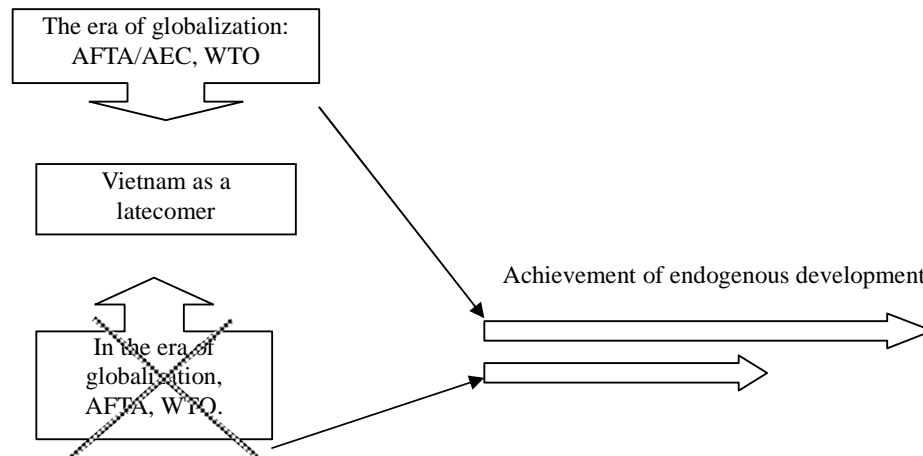 The era of globalization:
AFTA/AEC, WTO
Vietnam as a
latecomer
Achievement of endogenous development
In the era of
globalization,
AFTA, WTO.